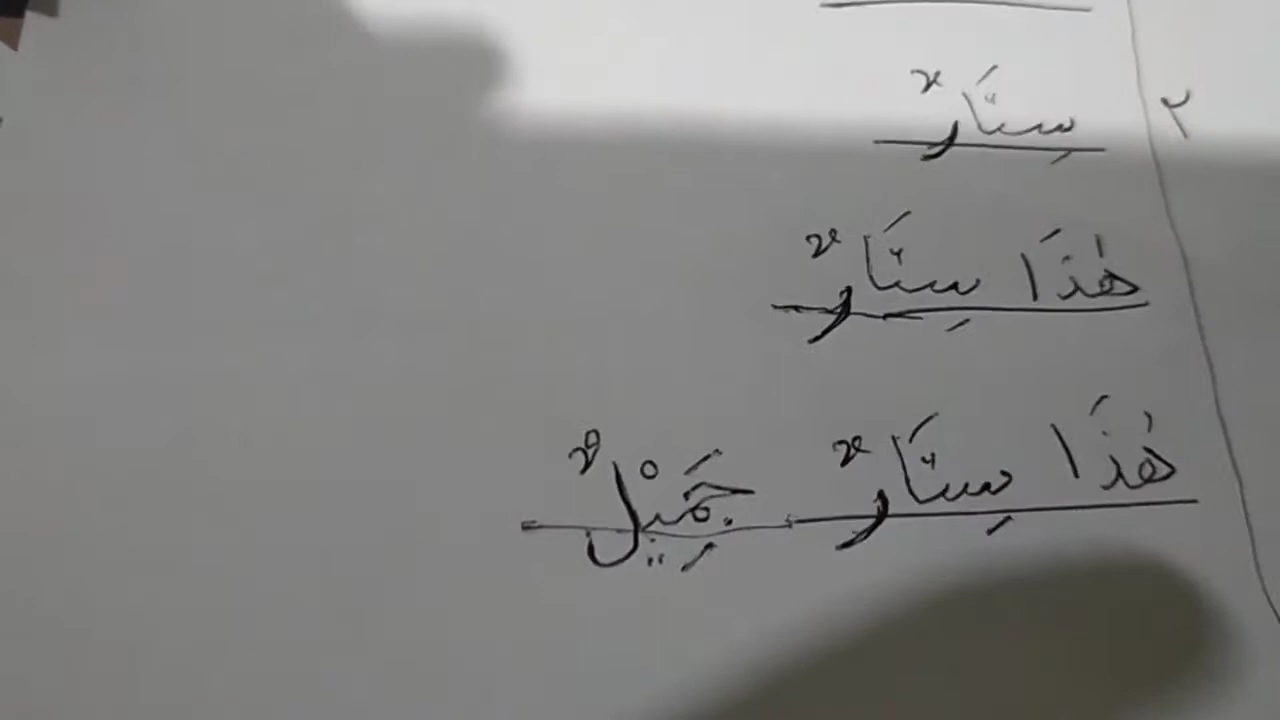 ٢ سِتَارٌ
هٰذَا سِتَارٌ
هٰذَا سِتَارٌ جَمِيْلٌ